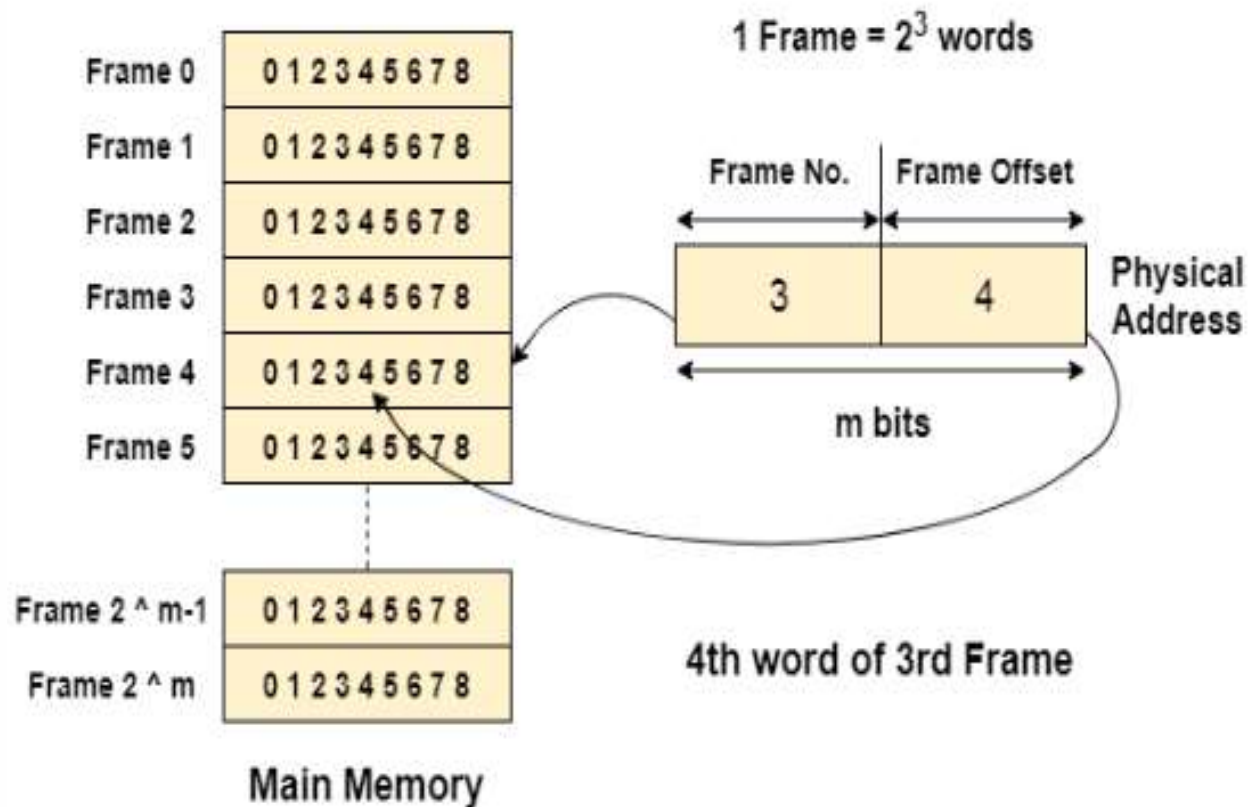 1 Frame = 2³ words
Frame 0 0 1 2 3 4 5 6 7 8
Frame 1 0 1 2 3 4 5 6 7 8
Frame 2 0 1 2 3 4 5 6 7 8
Frame 3 0 1 2 3 4 5 6 7 8
Frame 4 0 1 2 3 4 5 6 7 8
Frame 5 0 1 2 3 4 5 6 7 8
Frame 2 ^ m-1 0 1 2 3 4 5 6 7 8
Frame 2 ^ m 0 1 2 3 4 5 6 7 8
Main Memory
Frame No. Frame Offset
3 4
Physical
Address
m bits
4th word of 3rd Frame